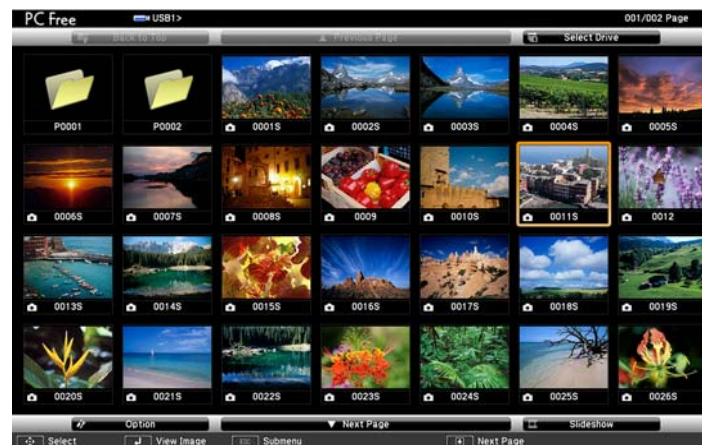 PC Free USB1> 001/002 Page
Back to Top Previous Page Select Drive
P0001 P0002 0001S 0002S 0003S 0004S 0005S
0006S 0007S 0008S 0009 0010S 0011S 0012
0013S 0014S 0015S 0016S 0017S 0018S 0019S
0020S 0021S 0022S 0023S 0024S 0025S 0026S
Option Next Page Slideshow
Select View Image Esc Submenu Next Page